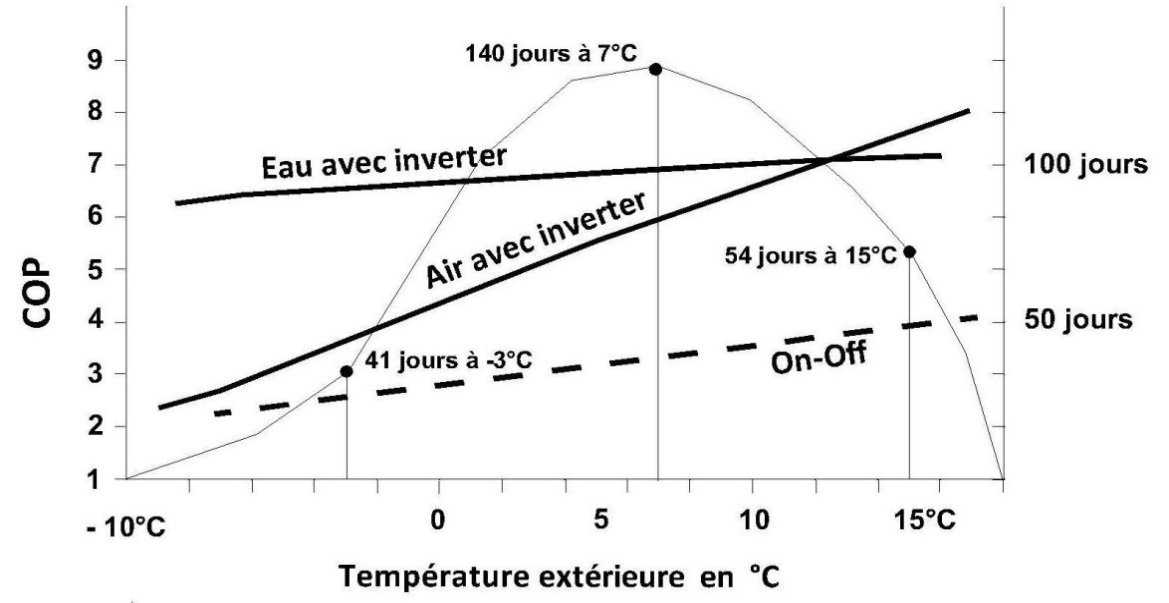 140 jours à 7°C
9
8
7
6
5
4
3
2
1
COP
Eau avec inverter
Air avec inverter
100 jours
54 jours à 15°C
50 jours
41 jours à -3°C
On-Off
- 10°C
0
5
10
15°C
Température extérieure en °C